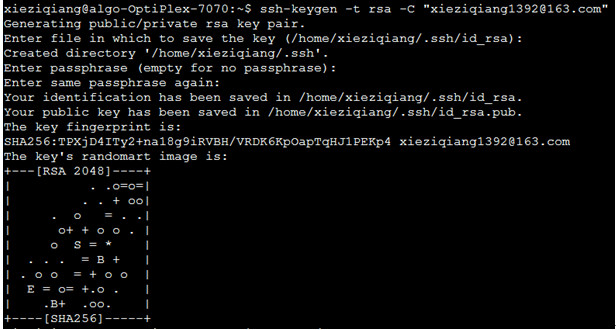 xieziqiang@algo-OptiPlex-7070:~$ ssh-keygen -t rsa -C "xieziqiang1392@163.com"
Generating public/private rsa key pair.
Enter file in which to save the key (/home/xieziqiang/.ssh/id_rsa):
Created directory '/home/xieziqiang/.ssh'.
Enter passphrase (empty for no passphrase):
Enter same passphrase again:
Your identification has been saved in /home/xieziqiang/.ssh/id_rsa.
Your public key has been saved in /home/xieziqiang/.ssh/id_rsa.pub.
The key fingerprint is:
SHA256:TPXjD4ITy2+na18g9iRVBH/VRDK6KpOapTqHJ1PEKp4 xieziqiang1392@163.com
The key's randomart image is:
+---[RSA 2048]----+
|           . .o=o=|
|          . . + oo|
|      .  o   = . .|
|       o+ + o o . |
|      o  S = *    |
|  . . .  = B +    |
| . o o  = + o o   |
|  E = o= +.o .    |
|    .B+  .oo.     |
+----[SHA256]-----+